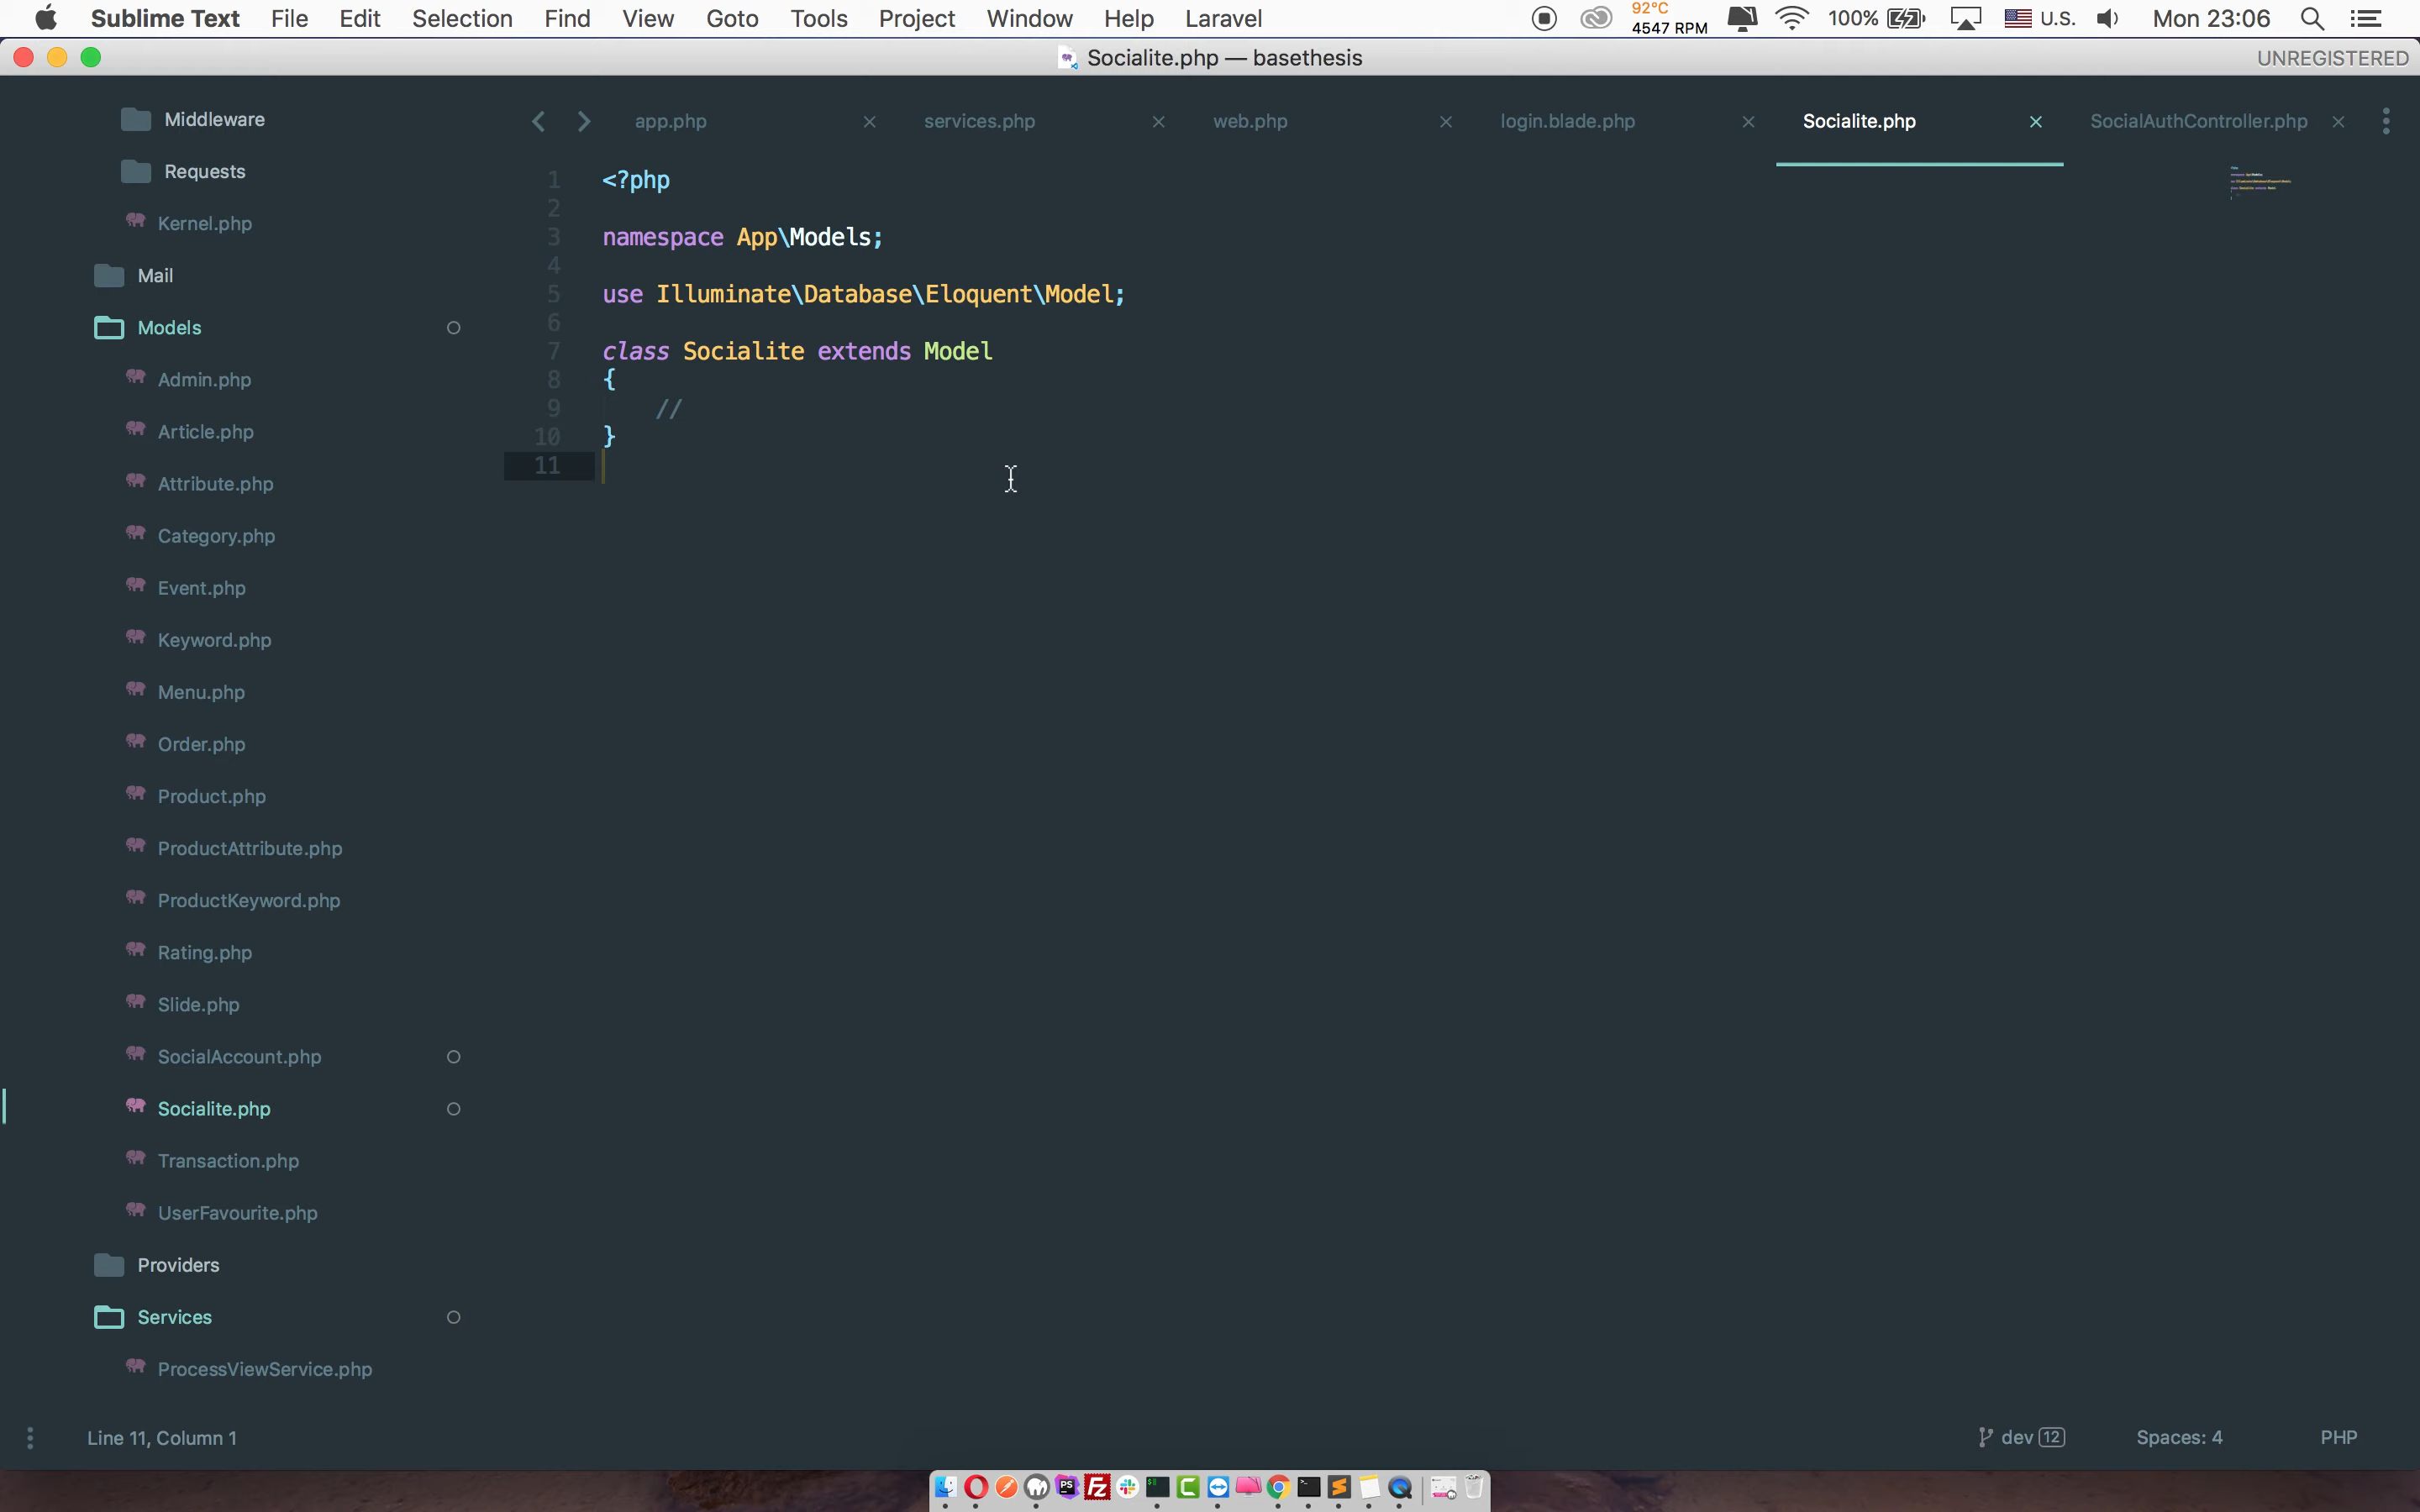 Sublime Text File Edit Selection Find View Goto Tools Project Window Help Laravel 92°C 4547 RPM 100% U.S. Mon 23:06
Socialite.php — basethesis UNREGISTERED
app.php services.php web.php login.blade.php Socialite.php SocialAuthController.php
Middleware
Requests
Kernel.php
Mail
Models
Admin.php
Article.php
Attribute.php
Category.php
Event.php
Keyword.php
Menu.php
Order.php
Product.php
ProductAttribute.php
ProductKeyword.php
Rating.php
Slide.php
SocialAccount.php
Socialite.php
Transaction.php
UserFavourite.php
Providers
Services
ProcessViewService.php
1 <?php
2
3 namespace App\Models;
4
5 use Illuminate\Database\Eloquent\Model;
6
7 class Socialite extends Model
8 {
9 //
10 }
11
Line 11, Column 1 dev 12 Spaces: 4 PHP
PS